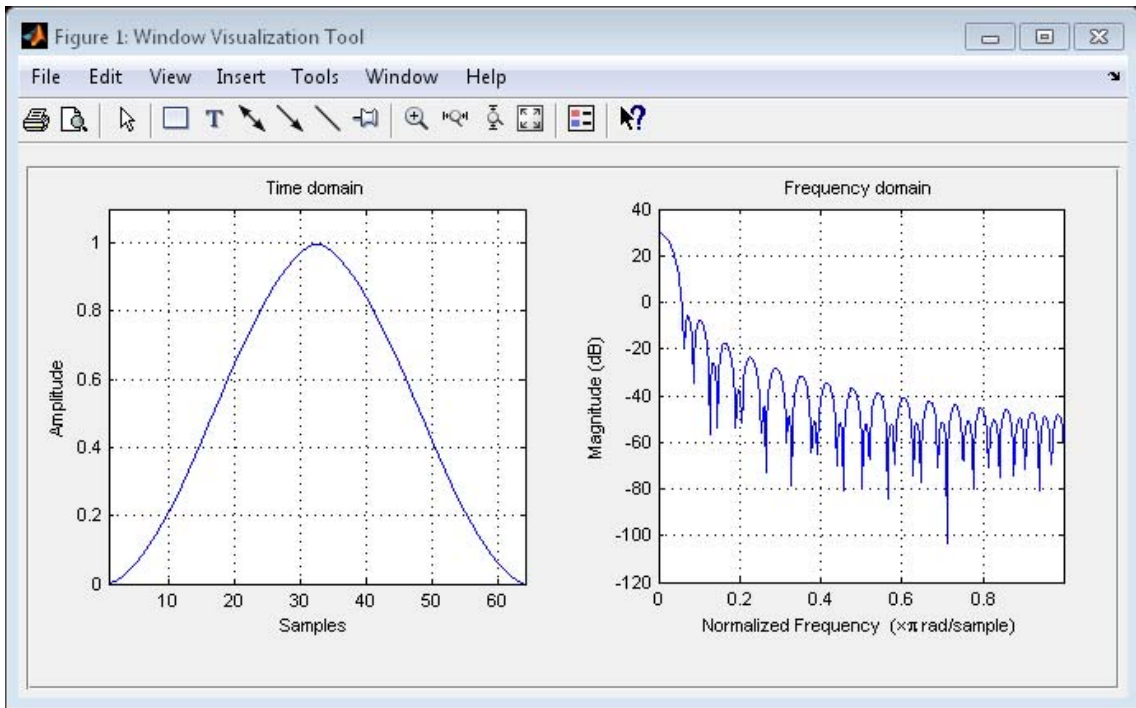 Figure 1: Window Visualization Tool
File Edit View Insert Tools Window Help
T
?
Time domain
Amplitude
1
0.8
0.6
0.4
0.2
0
10 20 30 40 50 60
Samples
Frequency domain
Magnitude (dB)
40
20
0
-20
-40
-60
-80
-100
-120
0 0.2 0.4 0.6 0.8
Normalized Frequency (×π rad/sample)